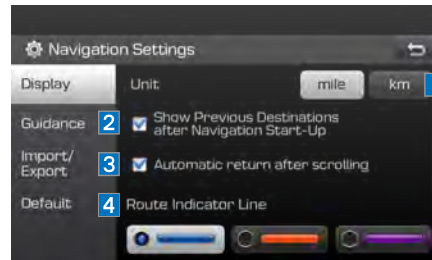 Navigation Settings
Display
Unit
mile
km
Guidance
2
Show Previous Destinations
after Navigation Start-Up
Import/
Export
3
Automatic return after scrolling
Default
4
Route Indicator Line